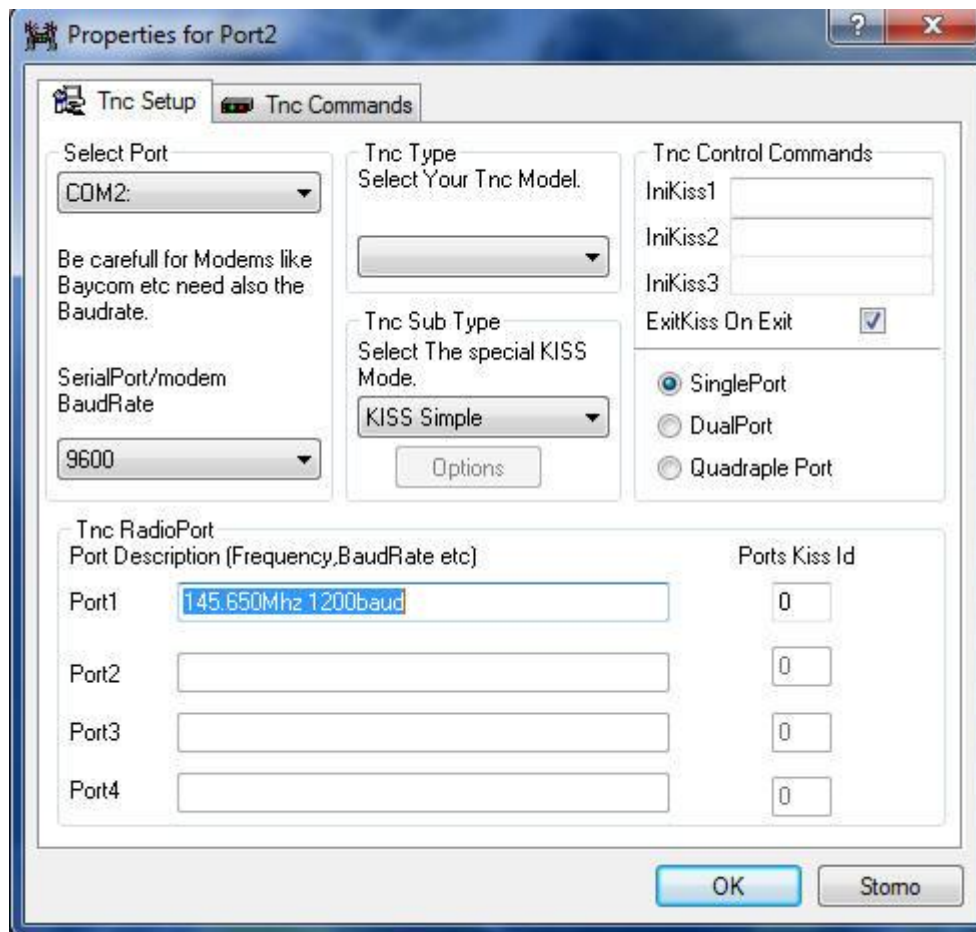 Properties for Port2
?
x
Tnc Setup
Tnc Commands
Select Port
COM2:
Be carefull for Modems like
Baycom etc need also the
Baudrate.
SerialPort/modem
BaudRate
9600
Tnc Type
Select Your Tnc Model.
Tnc Sub Type
Select The special KISS
Mode.
KISS Simple
Options
Tnc Control Commands
IniKiss1
IniKiss2
IniKiss3
ExitKiss On Exit
SinglePort
DualPort
Quadraple Port
Tnc RadioPort
Port Description (Frequency,BaudRate etc)
Ports Kiss Id
Port1
145.650Mhz 1200baud
0
Port2
0
Port3
0
Port4
0
OK
Storno